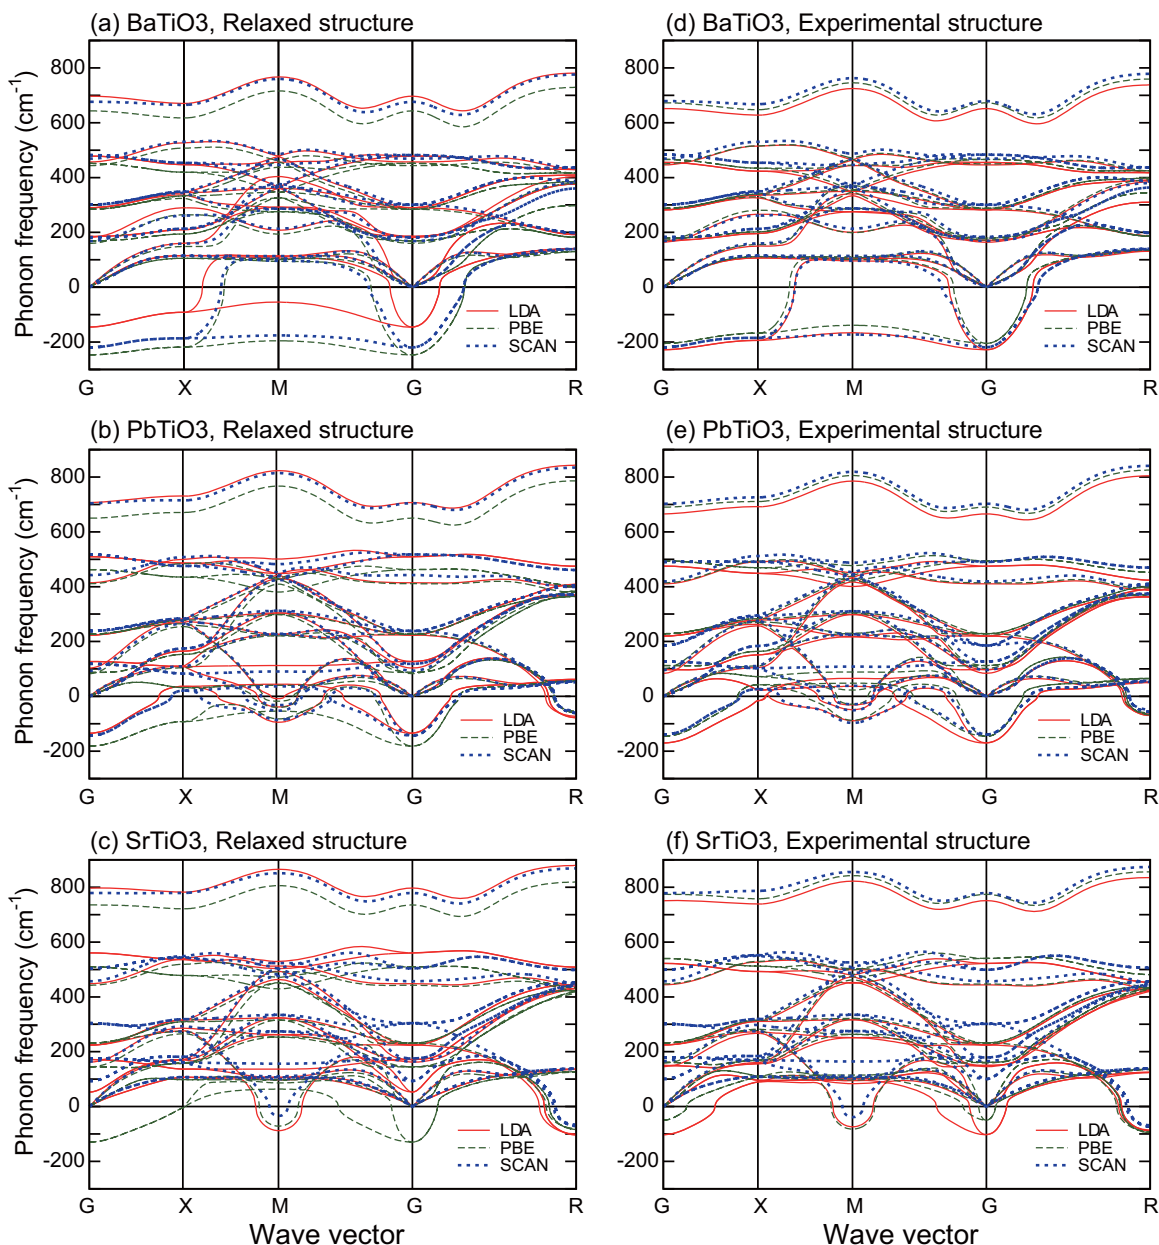 (a) BaTiO3, Relaxed structure
Phonon frequency (cm⁻¹)
800
600
400
200
0
-200
LDA
PBE
SCAN
G X M G R
(d) BaTiO3, Experimental structure
800
600
400
200
0
-200
LDA
PBE
SCAN
G X M G R
(b) PbTiO3, Relaxed structure
Phonon frequency (cm⁻¹)
800
600
400
200
0
-200
LDA
PBE
SCAN
G X M G R
(e) PbTiO3, Experimental structure
800
600
400
200
0
-200
LDA
PBE
SCAN
G X M G R
(c) SrTiO3, Relaxed structure
Phonon frequency (cm⁻¹)
800
600
400
200
0
-200
LDA
PBE
SCAN
G X M G R
Wave vector
(f) SrTiO3, Experimental structure
800
600
400
200
0
-200
LDA
PBE
SCAN
G X M G R
Wave vector